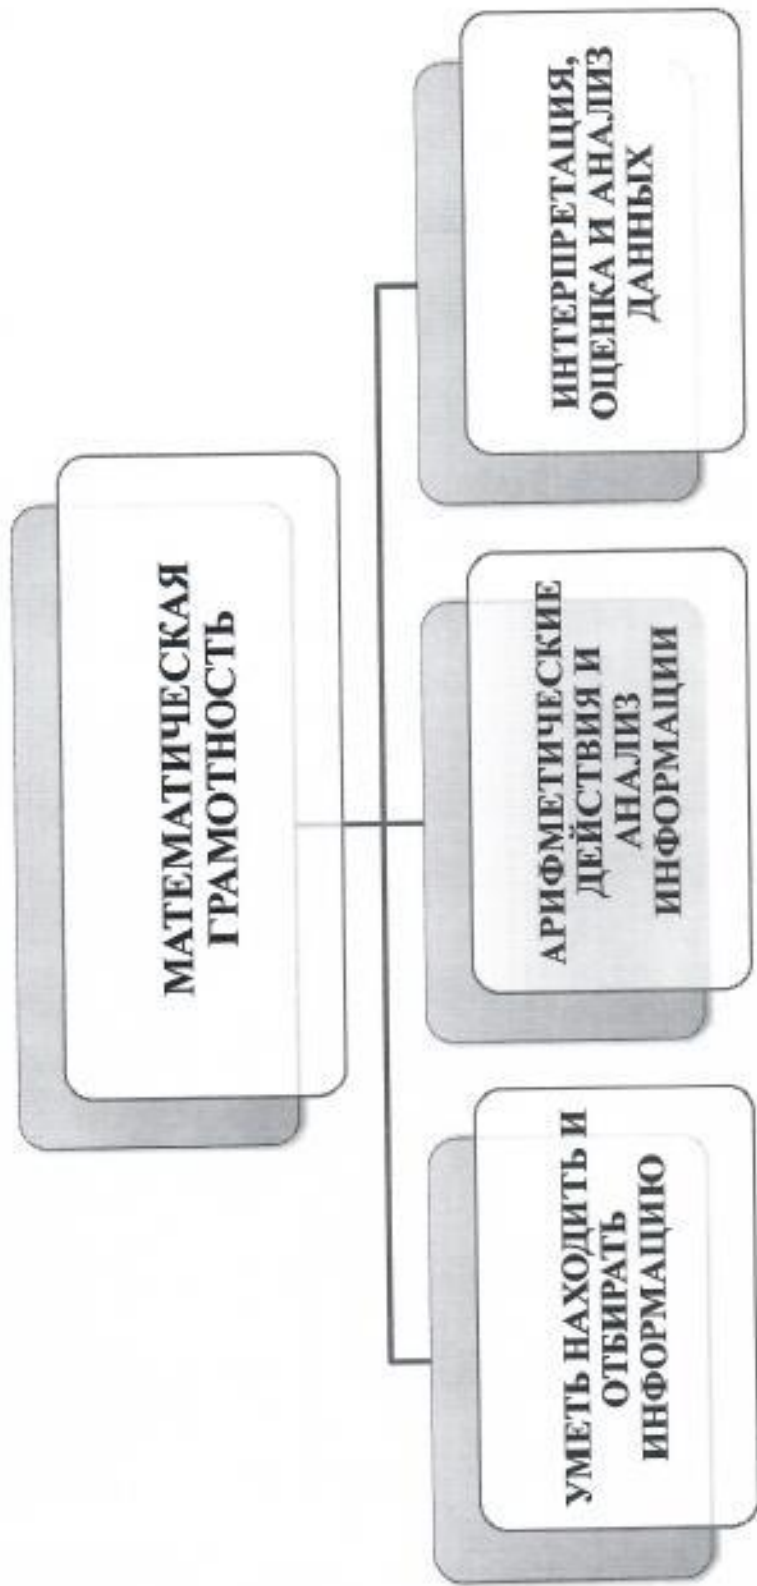 МАТЕМАТИЧЕСКАЯ
ГРАМОТНОСТЬ
УМЕТЬ НАХОДИТЬ И
ОТБИРАТЬ
ИНФОРМАЦИЮ
АРИФМЕТИЧЕСКИЕ
ДЕЙСТВИЯ И
АНАЛИЗ
ИНФОРМАЦИИ
ИНТЕРПРЕТАЦИЯ,
ОЦЕНКА И АНАЛИЗ
ДАННЫХ